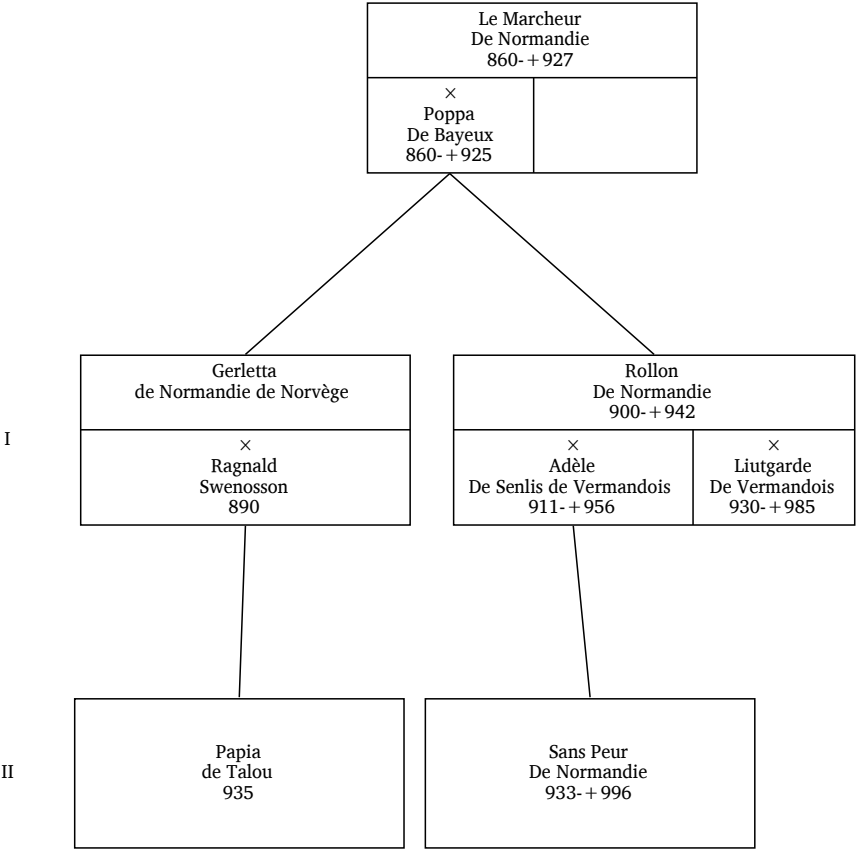 Le Marcheur
De Normandie
860-+927
×
Poppa
De Bayeux
860-+925
I
Gerletta
de Normandie de Norvège
×
Ragnald
Swenosson
890
Rollon
De Normandie
900-+942
×
Adèle
De Senlis de Vermandois
911-+956
×
Liutgarde
De Vermandois
930-+985
II
Papia
de Talou
935
Sans Peur
De Normandie
933-+996